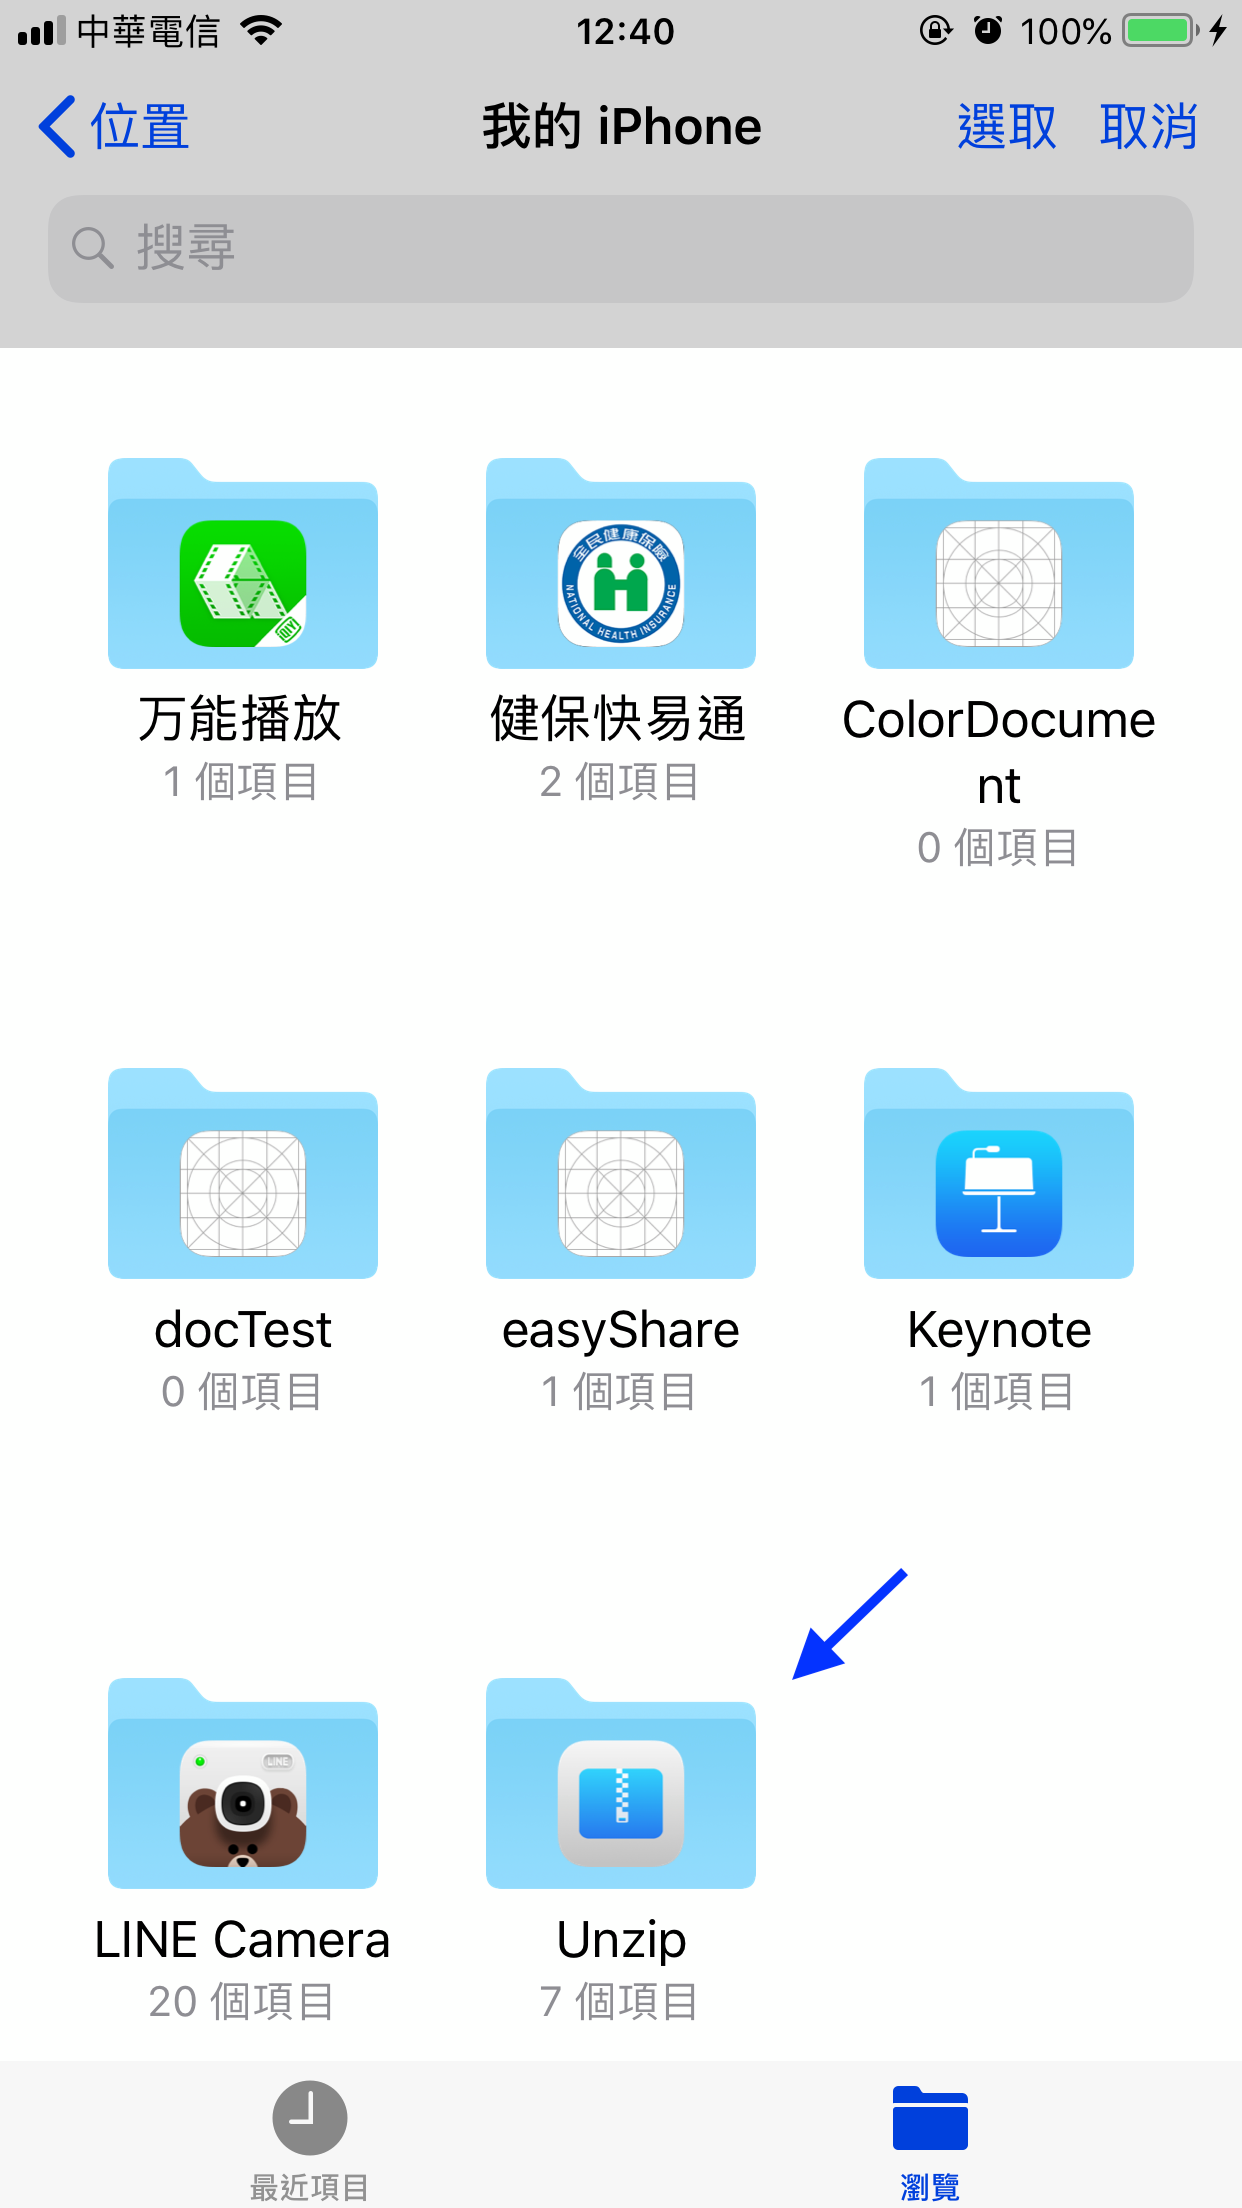 中華電信 12:40 100%
位置 我的 iPhone 選取 取消
搜尋
DIY
全民健康保險
NATIONAL HEALTH INSURANCE
万能播放 健保快易通 ColorDocume
nt
1 個項目 2 個項目
0 個項目
docTest easyShare Keynote
0 個項目 1 個項目 1 個項目
LINE
LINE Camera Unzip
20 個項目 7 個項目
最近項目 瀏覽